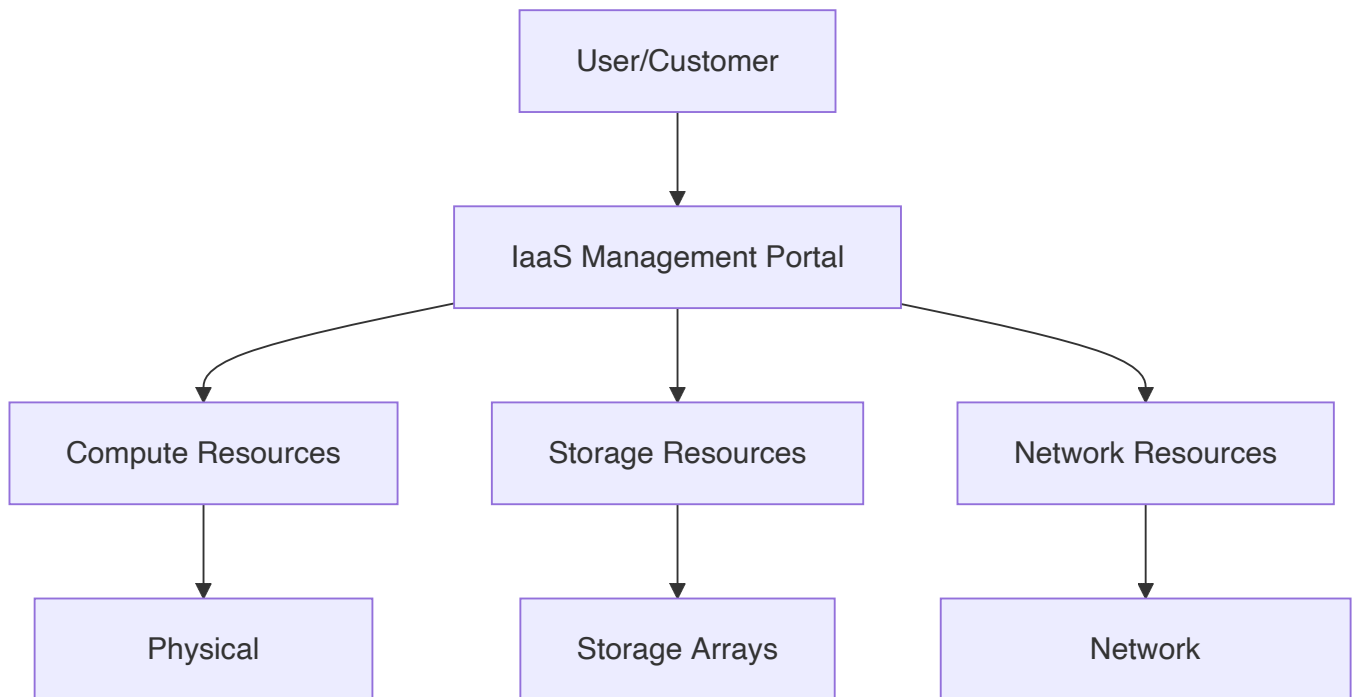 User/Customer
IaaS Management Portal
Compute Resources
Storage Resources
Network Resources
Physical
Storage Arrays
Network